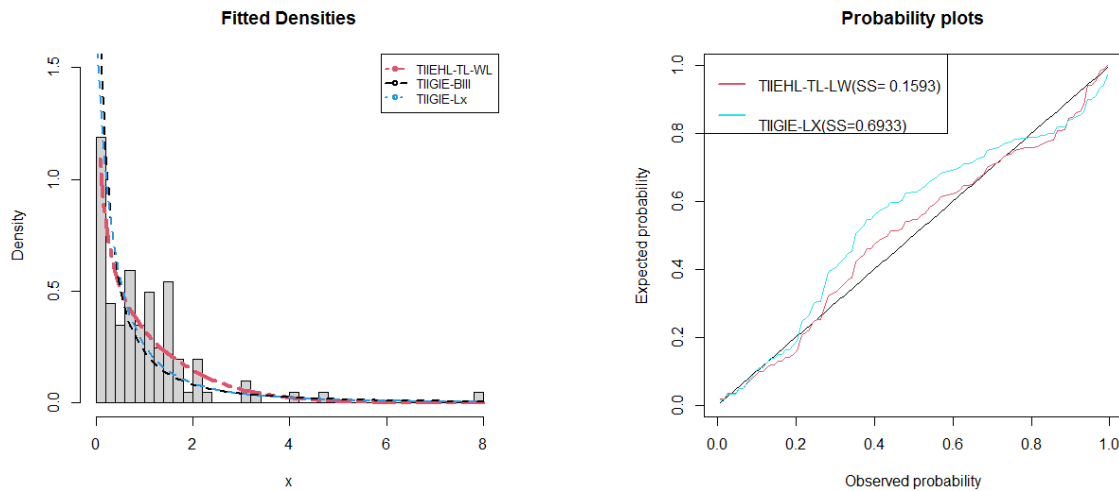 Fitted Densities
TIIEHL-TL-WL
TIIGIE-BIII
TIIGIE-Lx
Density
0.0
0.5
1.0
1.5
0
2
4
6
8
x
Probability plots
TIIEHL-TL-LW(SS= 0.1593)
TIIGIE-LX(SS=0.6933)
Expected probability
0.0
0.2
0.4
0.6
0.8
1.0
0.0
0.2
0.4
0.6
0.8
1.0
Observed probability